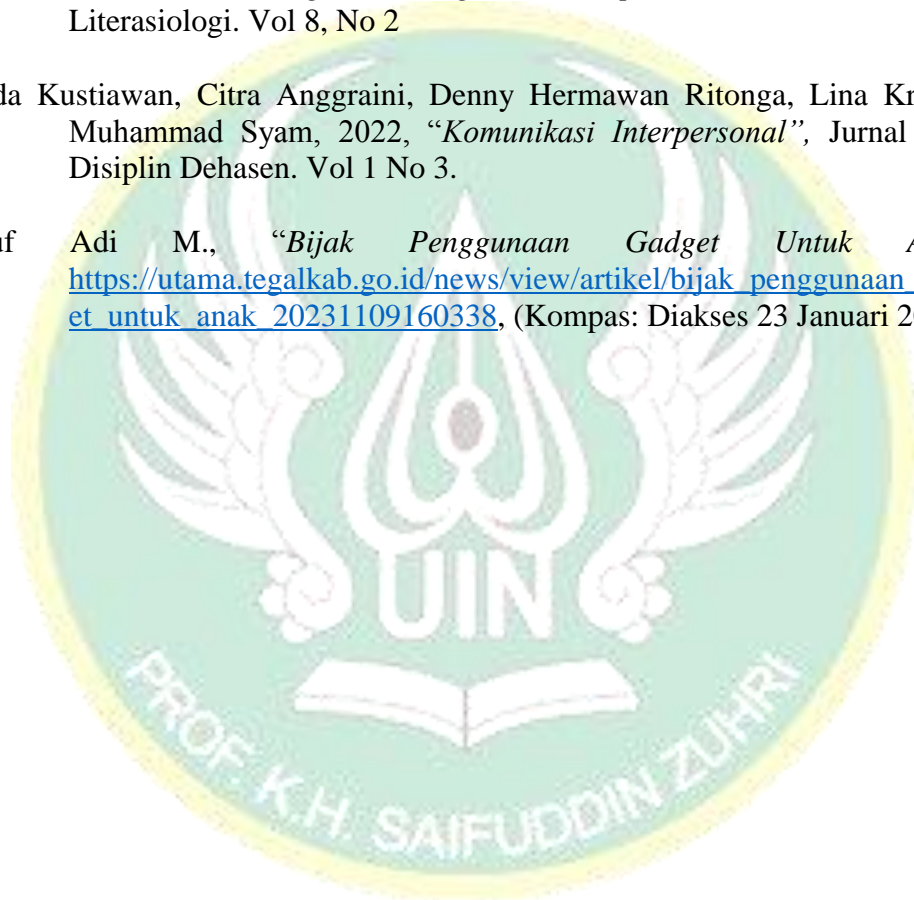 Literasiologi. Vol 8, No 2
da Kustiawan, Citra Anggraini, Denny Hermawan Ritonga, Lina Kr
Muhammad Syam, 2022, “Komunikasi Interpersonal”, Jurnal
Disiplin Dehasen. Vol 1 No 3.
uf Adi M., “Bijak Penggunaan Gadget Untuk A
https://utama.tegalkab.go.id/news/view/artikel/bijak_penggunaan_
et_untuk_anak_20231109160338, (Kompas: Diakses 23 Januari 20
UIN
PROF. K.H. SAIFUDDIN ZUHRI